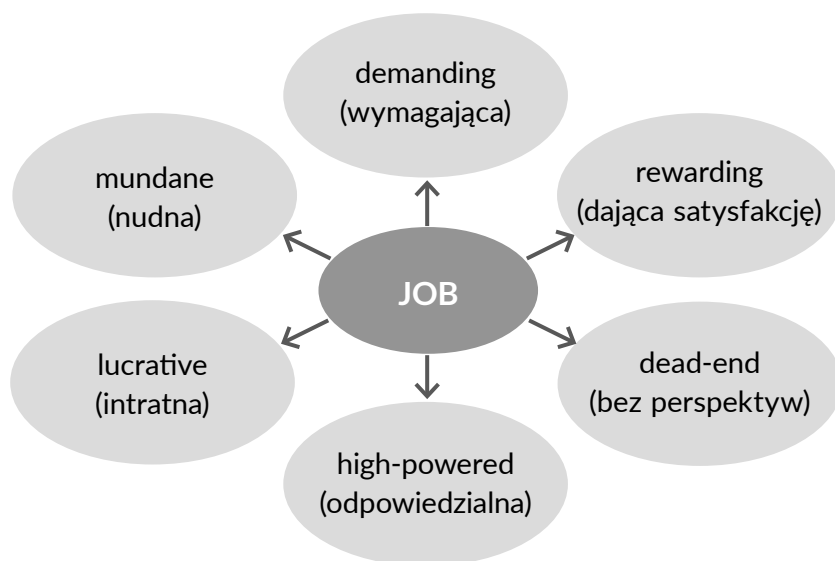 demanding
(wymagająca)
mundane
(nudna)
rewarding
(dająca satysfakcję)
JOB
lucrative
(intratna)
dead-end
(bez perspektyw)
high-powered
(odpowiedzialna)